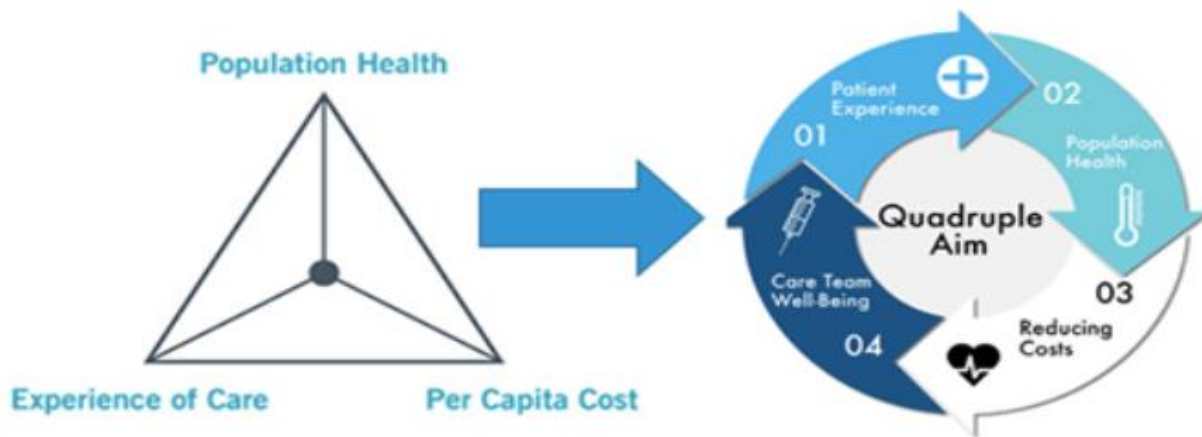 Population Health
Experience of Care
Per Capita Cost
01
Patient
Experience
02
Population
Health
03
Reducing
Costs
04
Care Team
Well-Being
Quadruple
Aim